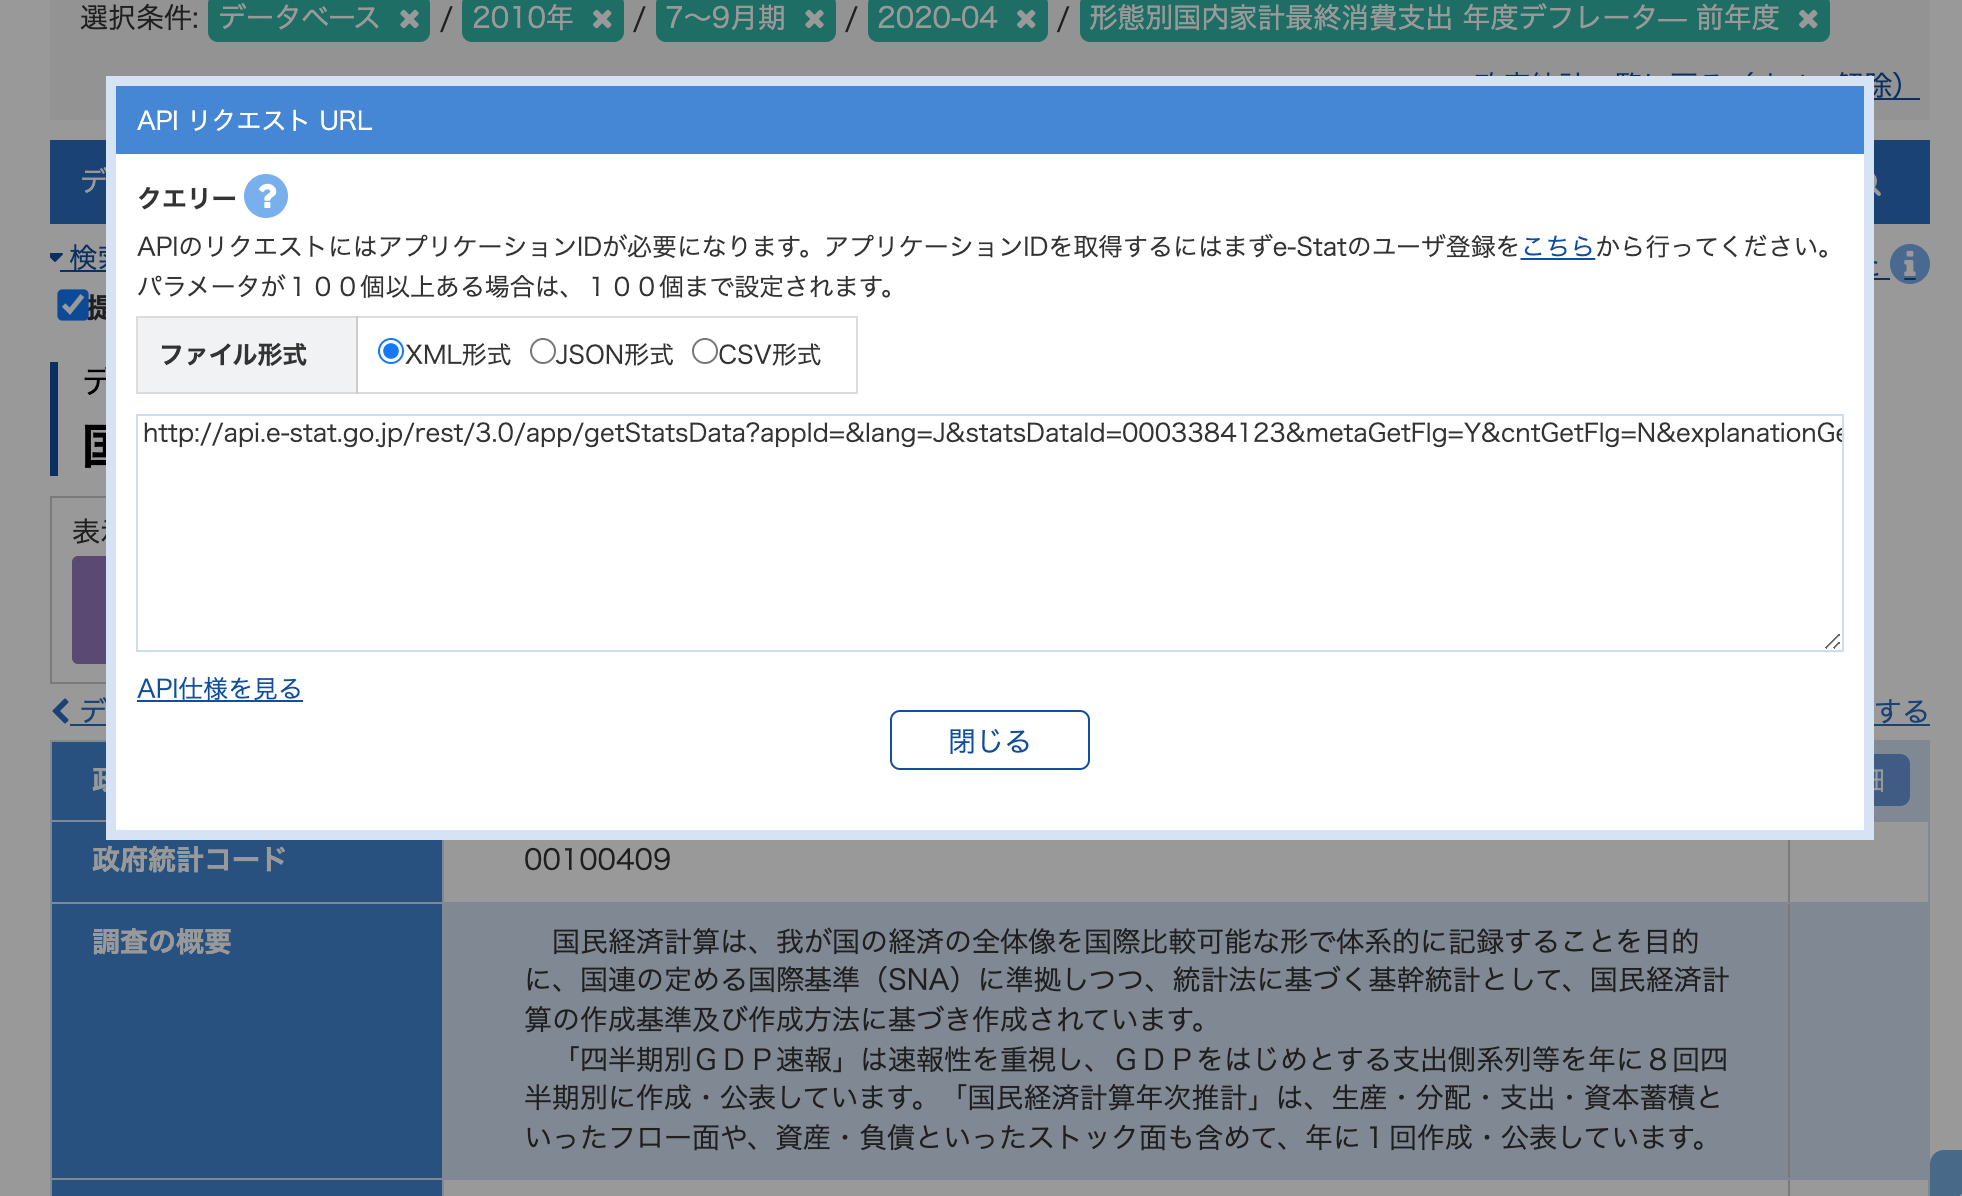 選択条件: データベース ✖ / 2010年 ✖ / 7〜9月期 ✖ / 2020-04 ✖ / 形態別国内家計最終消費支出 年度デフレーター― 前年度 ✖
除）
API リクエスト URL
クエリー ?
APIのリクエストにはアプリケーションIDが必要になります。アプリケーションIDを取得するにはまずe-Statのユーザ登録をこちらから行ってください。
パラメータが１００個以上ある場合は、１００個まで設定されます。
ファイル形式 XML形式 JSON形式 CSV形式
http://api.e-stat.go.jp/rest/3.0/app/getStatsData?appId=&lang=J&statsDataId=0003384123&metaGetFlg=Y&cntGetFlg=N&explanationGe
API仕様を見る
閉じる
デ
検索
提
デ
国
表示
デ
する
政
細
政府統計コード 00100409
調査の概要
国民経済計算は、我が国の経済の全体像を国際比較可能な形で体系的に記録することを目的
に、国連の定める国際基準（SNA）に準拠しつつ、統計法に基づく基幹統計として、国民経済計
算の作成基準及び作成方法に基づき作成されています。
「四半期別ＧＤＰ速報」は速報性を重視し、ＧＤＰをはじめとする支出側系列等を年に８回四
半期別に作成・公表しています。「国民経済計算年次推計」は、生産・分配・支出・資本蓄積と
いったフロー面や、資産・負債といったストック面も含めて、年に１回作成・公表しています。